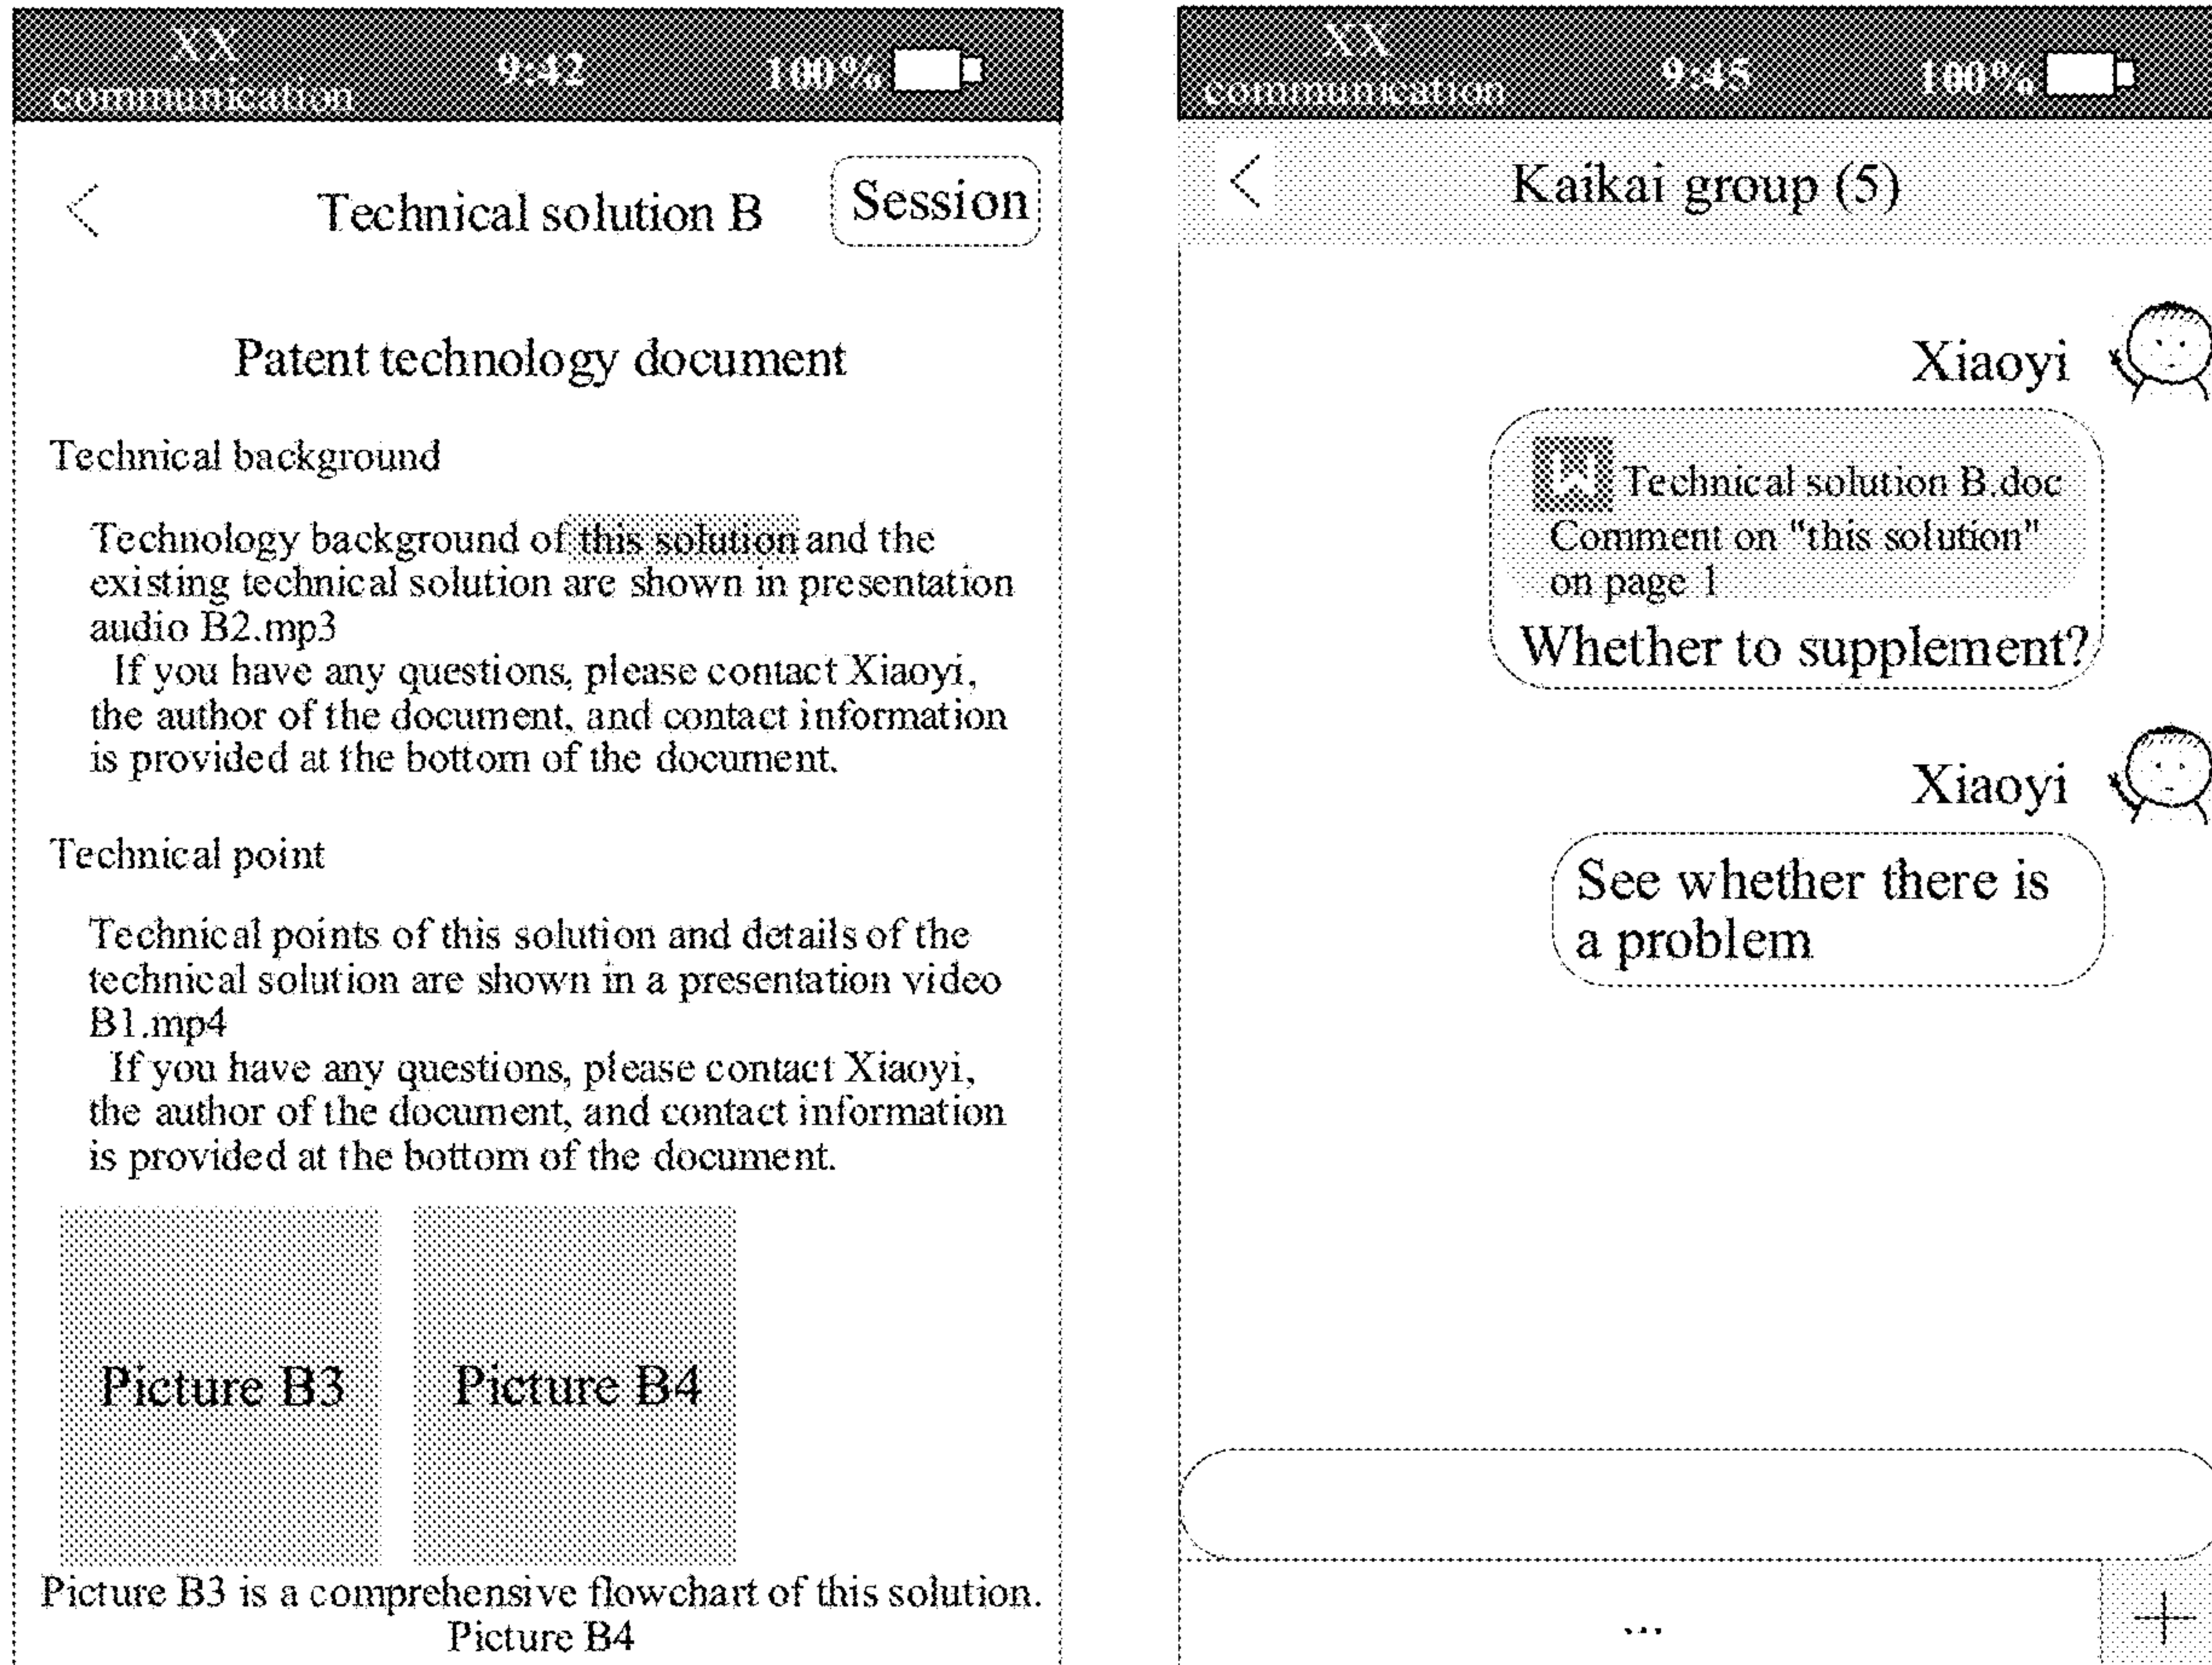 XX
communication
9:42
100%
<
Technical solution B
Session
Patent technology document
Technical background
Technology background of this solution and the
existing technical solution are shown in presentation
audio B2.mp3
If you have any questions, please contact Xiaoyi,
the author of the document, and contact information
is provided at the bottom of the document.
Technical point
Technical points of this solution and details of the
technical solution are shown in a presentation video
B1.mp4
If you have any questions, please contact Xiaoyi,
the author of the document, and contact information
is provided at the bottom of the document.
Picture B3
Picture B4
Picture B3 is a comprehensive flowchart of this solution.
Picture B4
XX
communication
9:45
100%
<
Kaikai group (5)
Xiaoyi
W
Technical solution B.doc
Comment on "this solution"
on page 1
Whether to supplement?
Xiaoyi
See whether there is
a problem
...
+